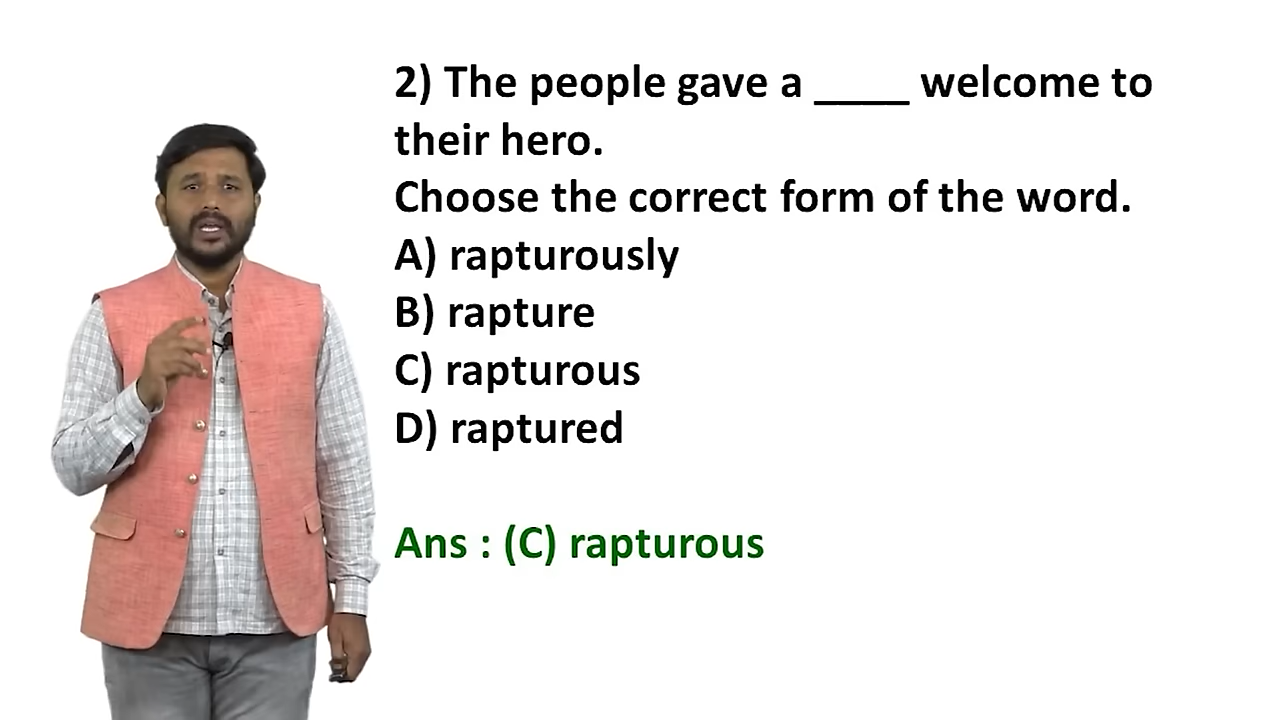 2) The people gave a ____ welcome to
their hero.
Choose the correct form of the word.
A) rapturously
B) rapture
C) rapturous
D) raptured
Ans : (C) rapturous